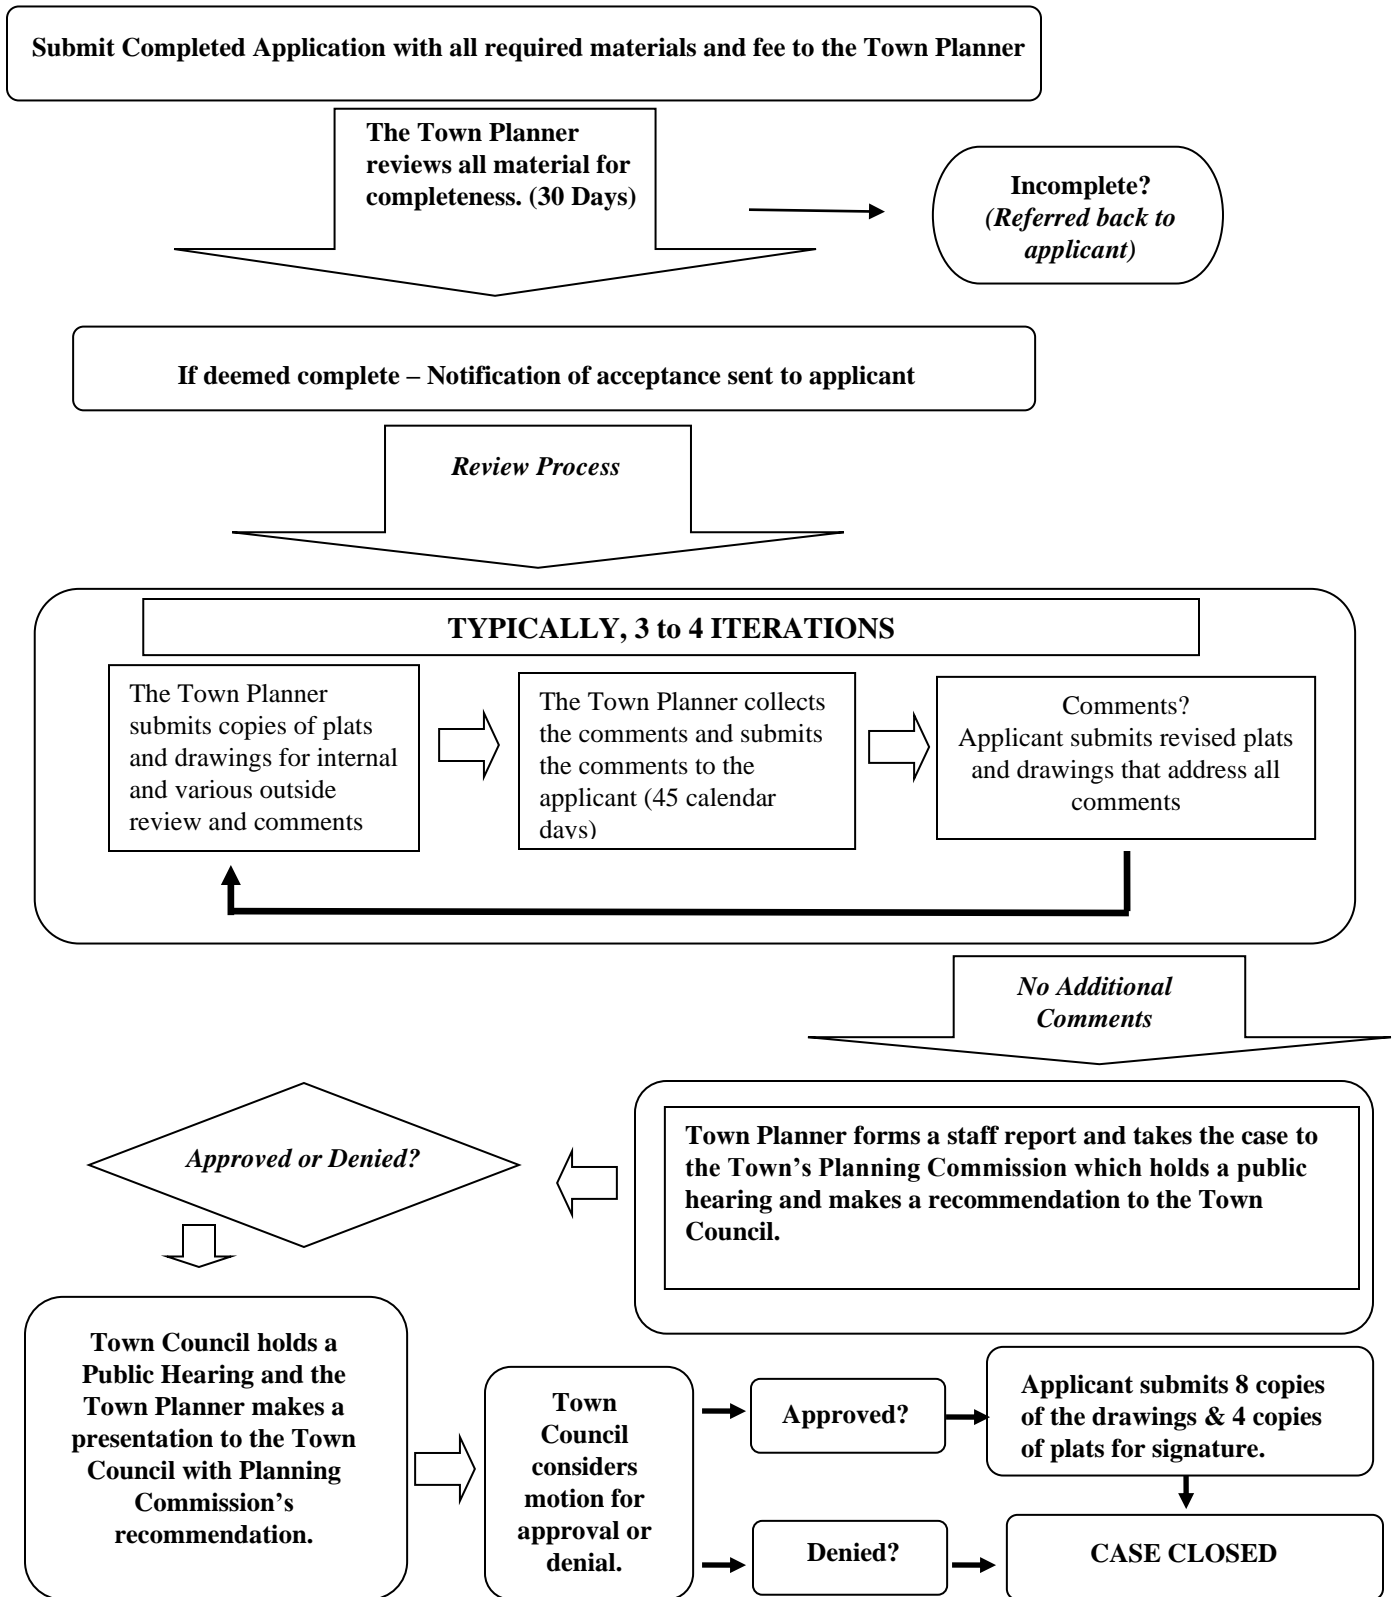 Submit Completed Application with all required materials and fee to the Town Planner
The Town Planner
reviews all material for
completeness. (30 Days)
Incomplete?
(Referred back to
applicant)
If deemed complete – Notification of acceptance sent to applicant
Review Process
TYPICALLY, 3 to 4 ITERATIONS
The Town Planner
submits copies of plats
and drawings for internal
and various outside
review and comments
The Town Planner collects
the comments and submits
the comments to the
applicant (45 calendar
days)
Comments?
Applicant submits revised plats
and drawings that address all
comments
No Additional
Comments
Approved or Denied?
Town Planner forms a staff report and takes the case to
the Town’s Planning Commission which holds a public
hearing and makes a recommendation to the Town
Council.
Town Council holds a
Public Hearing and the
Town Planner makes a
presentation to the Town
Council with Planning
Commission’s
recommendation.
Town
Council
considers
motion for
approval or
denial.
Approved?
Applicant submits 8 copies
of the drawings & 4 copies
of plats for signature.
Denied?
CASE CLOSED